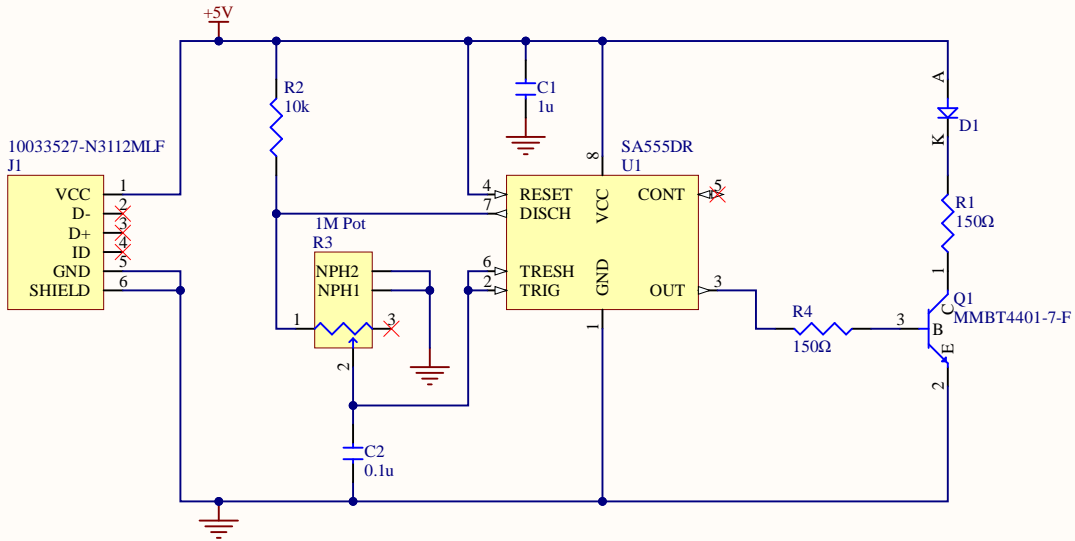 +5V
R2
10k
C1
1u
A
D1
K
10033527-N3112MLF
J1
VCC 1
D- 2
D+ 3
ID 4
GND 5
SHIELD 6
SA555DR
U1
8
4 RESET
7 DISCH
VCC
CONT 5
6 TRESH
2 TRIG
GND
OUT 3
1
1M Pot
R3
NPH2
NPH1
1
3
2
R1
150Ω
1
Q1
MMBT4401-7-F
C
3
B
E
2
R4
150Ω
C2
0.1u